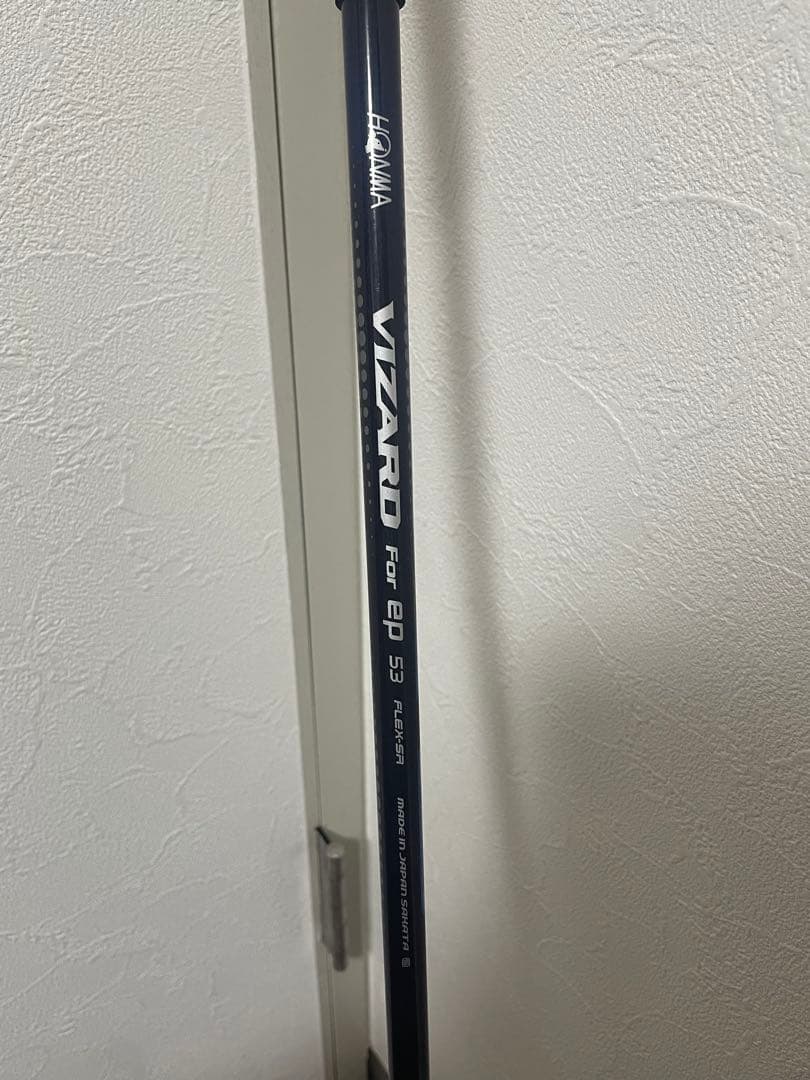 HONMA
VIZARD For ep 53 FLEX-SR MADE IN JAPAN SAKATA